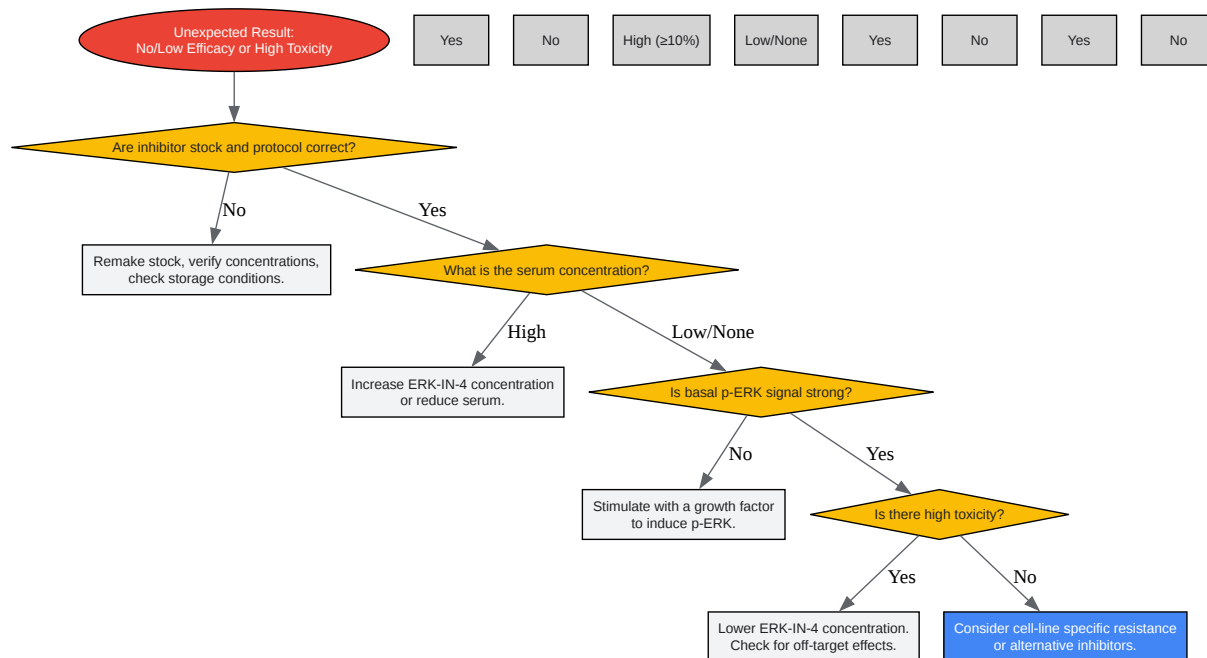 Unexpected Result:
No/Low Efficacy or High Toxicity
Yes
No
High (≥10%)
Low/None
Yes
No
Yes
No
Are inhibitor stock and protocol correct?
No
Yes
Remake stock, verify concentrations,
check storage conditions.
What is the serum concentration?
High
Low/None
Increase ERK-IN-4 concentration
or reduce serum.
Is basal p-ERK signal strong?
No
Yes
Stimulate with a growth factor
to induce p-ERK.
Is there high toxicity?
Yes
No
Lower ERK-IN-4 concentration.
Check for off-target effects.
Consider cell-line specific resistance
or alternative inhibitors.